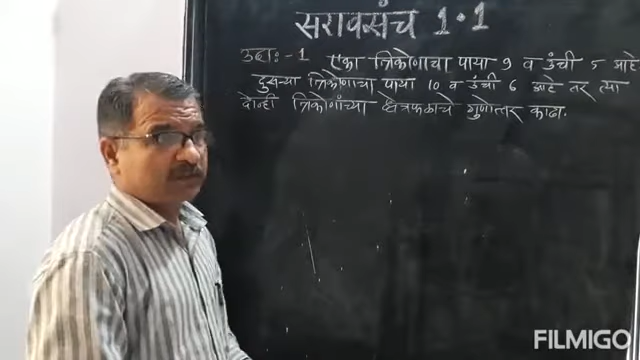 सरावसंच 1.1
उदा:-1 एका त्रिकोणाचा पाया 9 व उंची 5 आहे
दुसऱ्या त्रिकोणाचा पाया 10 व उंची 6 आहे तर त्या
दोन्ही त्रिकोणांच्या क्षेत्रफळाचे गुणोत्तर काढा.
FILMIGO